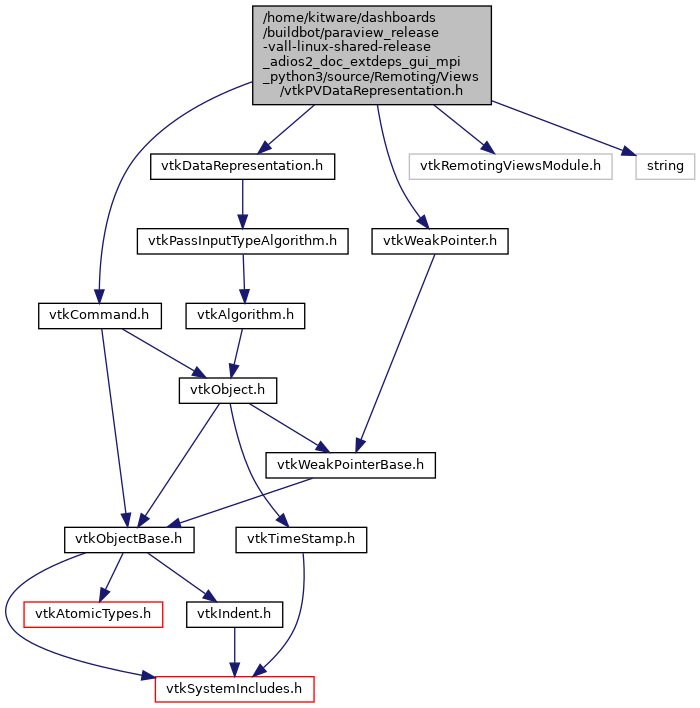 /home/kitware/dashboards
/buildbot/paraview_release
-vall-linux-shared-release
_adios2_doc_extdeps_gui_mpi
_python3/source/Remoting/Views
/vtkPVDataRepresentation.h
vtkDataRepresentation.h
vtkRemotingViewsModule.h
string
vtkPassInputTypeAlgorithm.h
vtkWeakPointer.h
vtkCommand.h
vtkAlgorithm.h
vtkObject.h
vtkWeakPointerBase.h
vtkObjectBase.h
vtkTimeStamp.h
vtkAtomicTypes.h
vtkIndent.h
vtkSystemIncludes.h